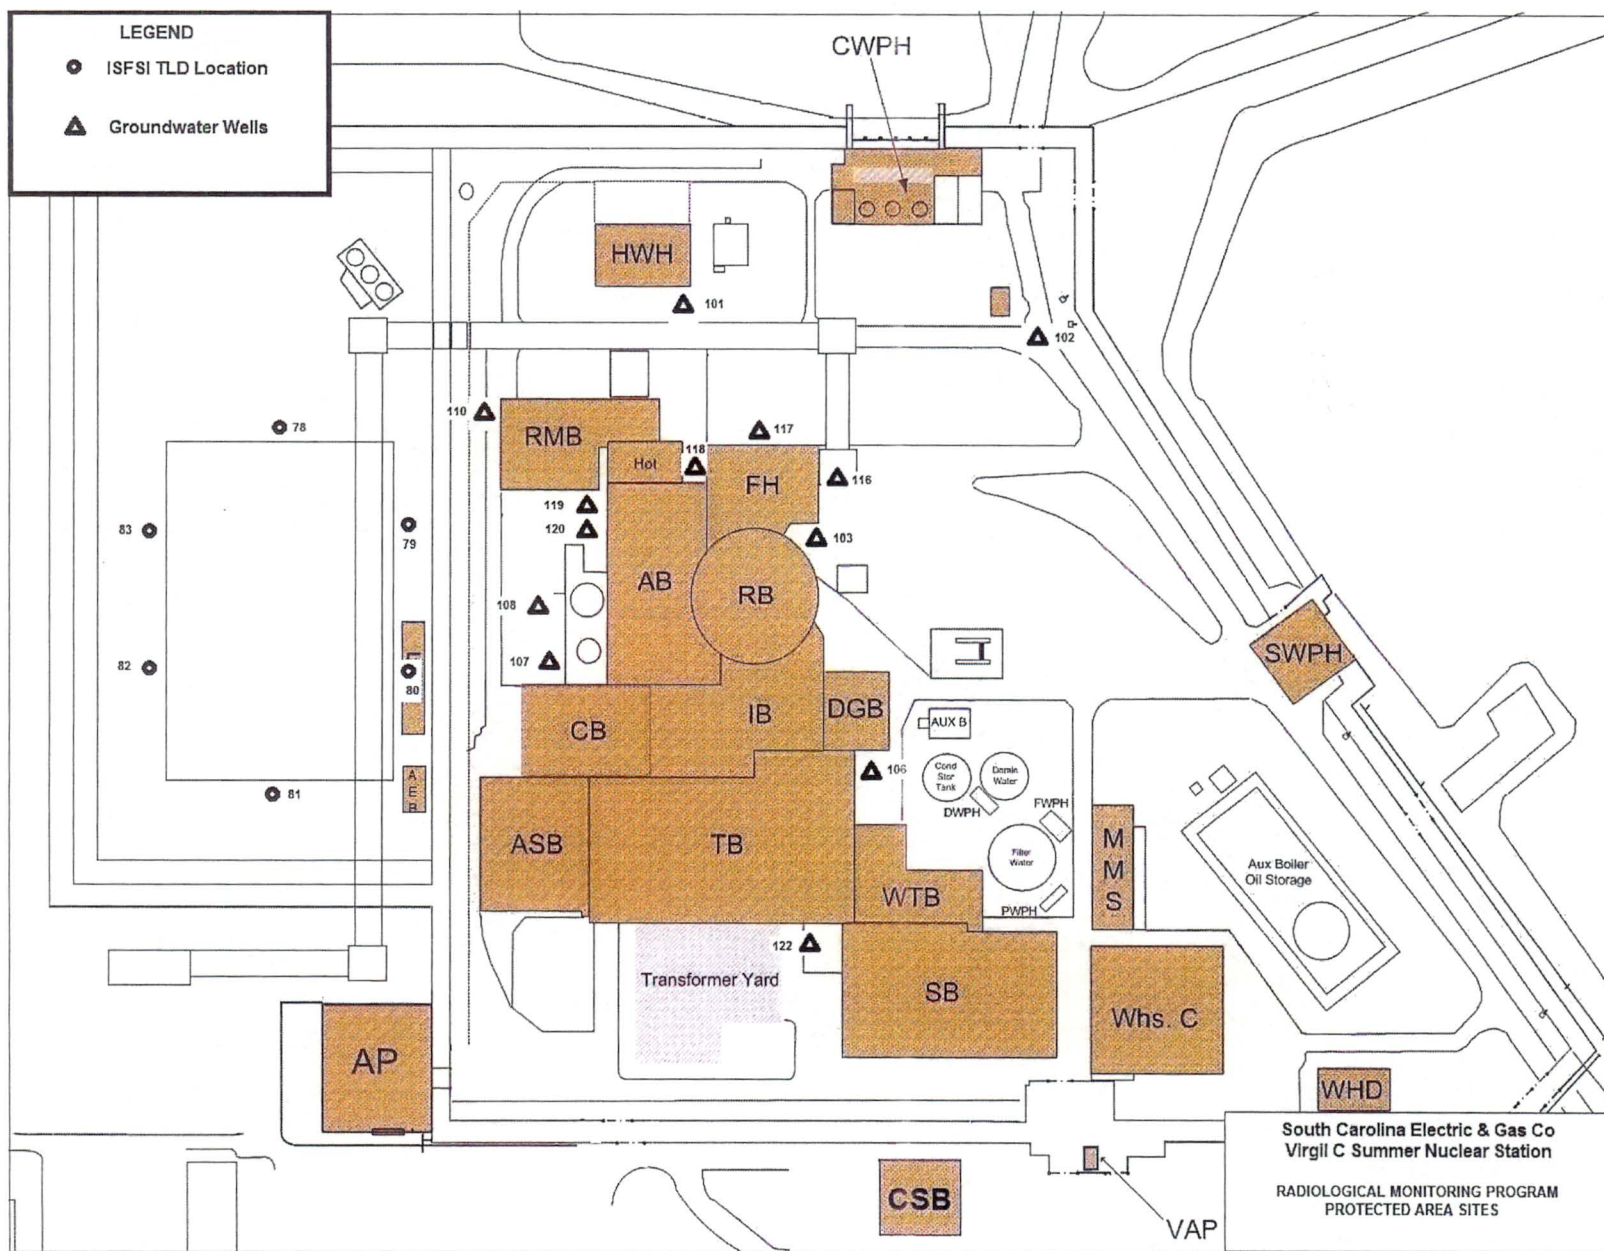 LEGEND
ISFSI TLD Location
Groundwater Wells
CWPH
HWH
101
102
110
RMB
117
78
118
Hot
FH
116
119
120
103
83
79
AB
RB
108
107
82
80
SWPH
IB
DGB
CB
AUX B
106
Cond
Stor
Tank
Demin
Water
DWPH
FWPH
81
A
E
B
ASB
TB
M
M
S
Filter
Water
Aux Boiler
Oil Storage
WTB
PWPH
122
Transformer Yard
SB
Whs. C
AP
WHD
CSB
VAP
South Carolina Electric & Gas Co
Virgil C Summer Nuclear Station
RADIOLOGICAL MONITORING PROGRAM
PROTECTED AREA SITES